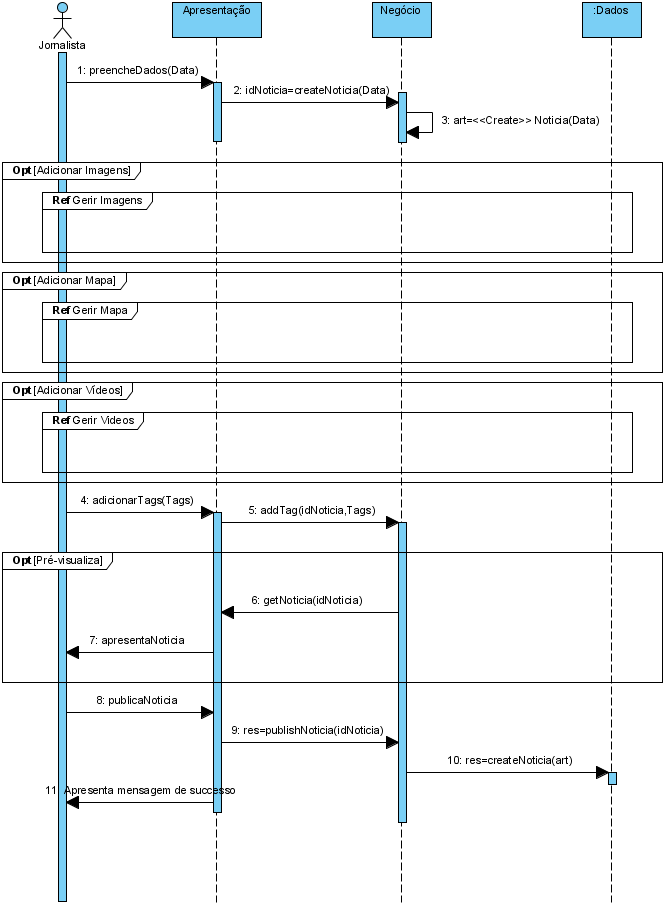 Jornalista
Apresentação
Negócio
:Dados
1: preencheDados(Data)
2: idNoticia=createNoticia(Data)
3: art=<<Create>> Noticia(Data)
Opt [Adicionar Imagens]
Ref Gerir Imagens
Opt [Adicionar Mapa]
Ref Gerir Mapa
Opt [Adicionar Vídeos]
Ref Gerir Videos
4: adicionarTags(Tags)
5: addTag(idNoticia,Tags)
Opt [Pré-visualiza]
6: getNoticia(idNoticia)
7: apresentaNoticia
8: publicaNoticia
9: res=publishNoticia(idNoticia)
10: res=createNoticia(art)
11: Apresenta mensagem de successo